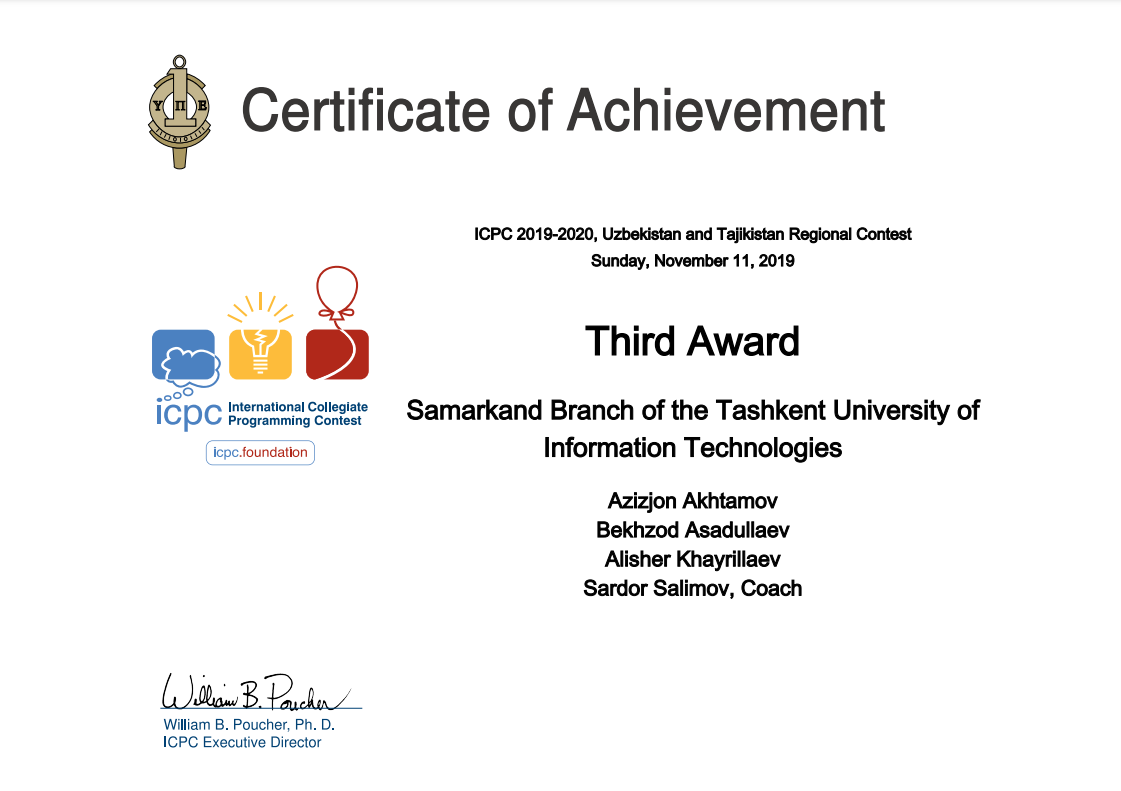 Υ Π Ε
Certificate of Achievement
ICPC 2019-2020, Uzbekistan and Tajikistan Regional Contest
Sunday, November 11, 2019
Third Award
Samarkand Branch of the Tashkent University of
Information Technologies
Azizjon Akhtamov
Bekhzod Asadullaev
Alisher Khayrillaev
Sardor Salimov, Coach
icpc International Collegiate
Programming Contest
icpc.foundation
William B. Poucher
William B. Poucher, Ph. D.
ICPC Executive Director